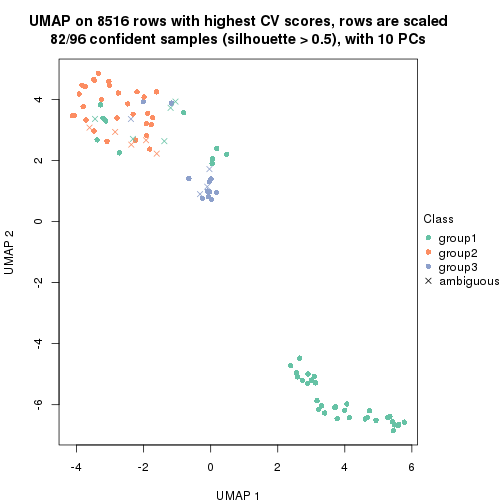 UMAP on 8516 rows with highest CV scores, rows are scaled
82/96 confident samples (silhouette > 0.5), with 10 PCs
4
2
0
-2
-4
-6
UMAP 2
-4
-2
0
2
4
6
UMAP 1
Class
group1
group2
group3
ambiguous